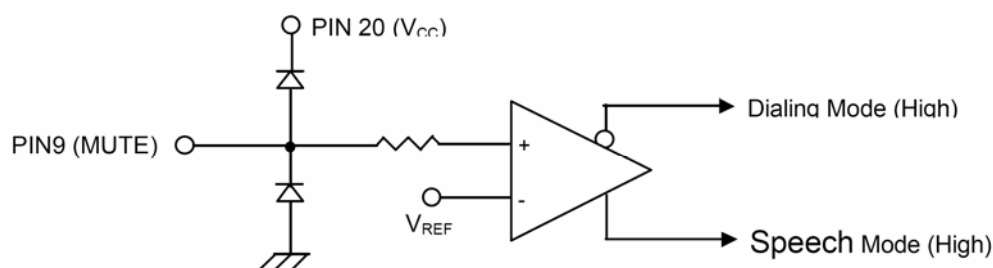 PIN 20 (VCC)
Dialing Mode (High)
PIN9 (MUTE)
+
-
VREF
Speech Mode (High)